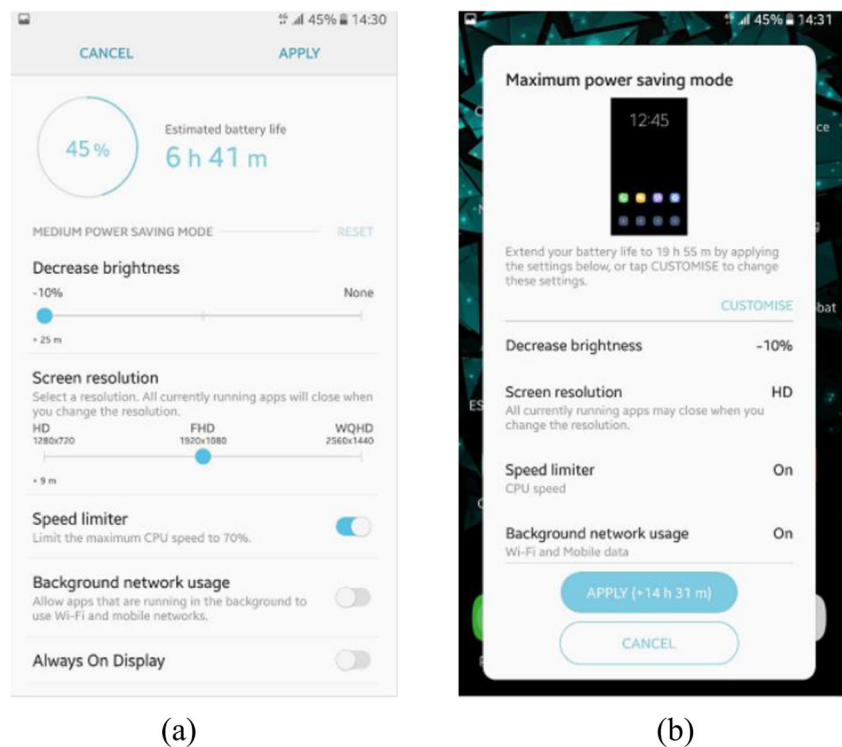 45% 14:30
CANCEL APPLY
45%
Estimated battery life
6 h 41 m
MEDIUM POWER SAVING MODE RESET
Decrease brightness
-10% None
+ 25 m
Screen resolution
Select a resolution. All currently running apps will close when
you change the resolution.
HD FHD WQHD
1280x720 1920x1080 2560x1440
+ 9 m
Speed limiter
Limit the maximum CPU speed to 70%.
Background network usage
Allow apps that are running in the background to
use Wi-Fi and mobile networks.
Always On Display
(a)
45% 14:31
Maximum power saving mode
12:45
Extend your battery life to 19 h 55 m by applying
the settings below, or tap CUSTOMISE to change
these settings.
CUSTOMISE
Decrease brightness -10%
Screen resolution HD
All currently running apps may close when you
change the resolution.
Speed limiter On
CPU speed
Background network usage On
Wi-Fi and Mobile data
APPLY (+14 h 31 m)
CANCEL
ce
bat
ES
(b)